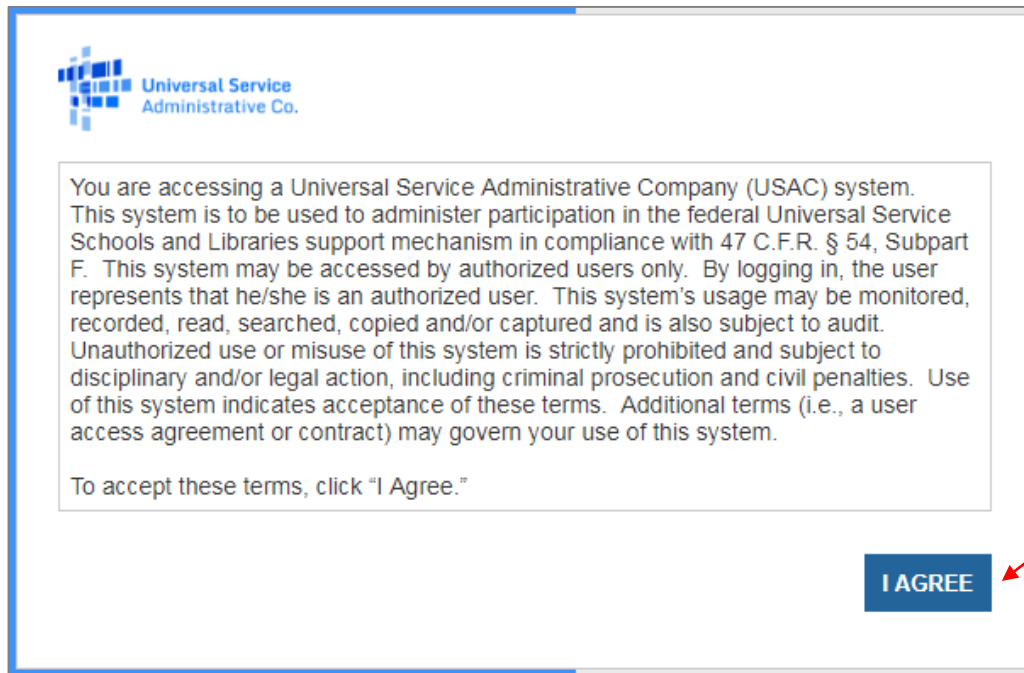 Universal Service
Administrative Co.
You are accessing a Universal Service Administrative Company (USAC) system.
This system is to be used to administer participation in the federal Universal Service
Schools and Libraries support mechanism in compliance with 47 C.F.R. § 54, Subpart
F.  This system may be accessed by authorized users only.  By logging in, the user
represents that he/she is an authorized user.  This system's usage may be monitored,
recorded, read, searched, copied and/or captured and is also subject to audit.
Unauthorized use or misuse of this system is strictly prohibited and subject to
disciplinary and/or legal action, including criminal prosecution and civil penalties.  Use
of this system indicates acceptance of these terms.  Additional terms (i.e., a user
access agreement or contract) may govern your use of this system.
To accept these terms, click “I Agree.”
I AGREE